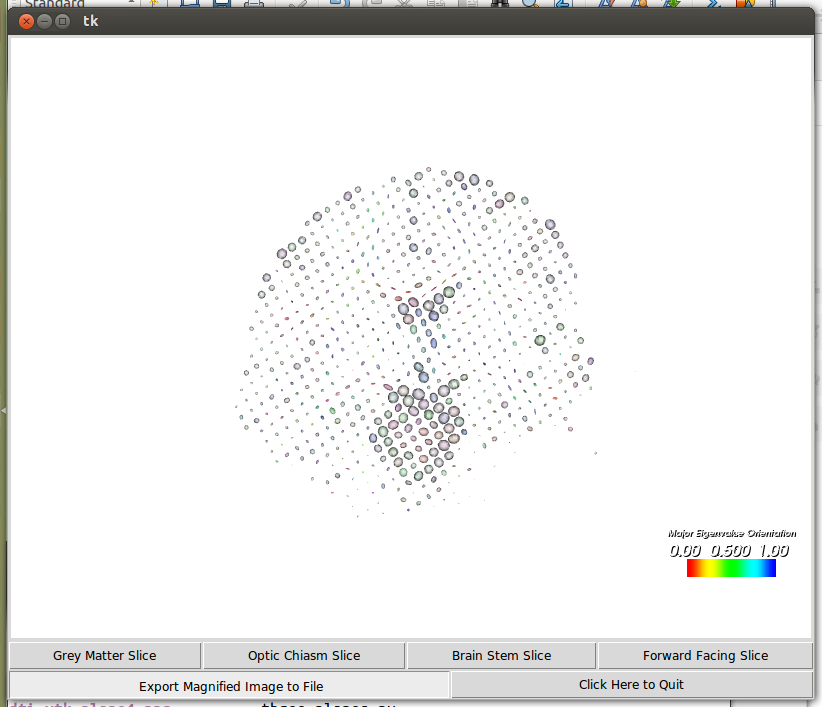 Standard
tk
Major Eigenvalue Orientation
0.00 0.500 1.00
Grey Matter Slice
Optic Chiasm Slice
Brain Stem Slice
Forward Facing Slice
Export Magnified Image to File
Click Here to Quit